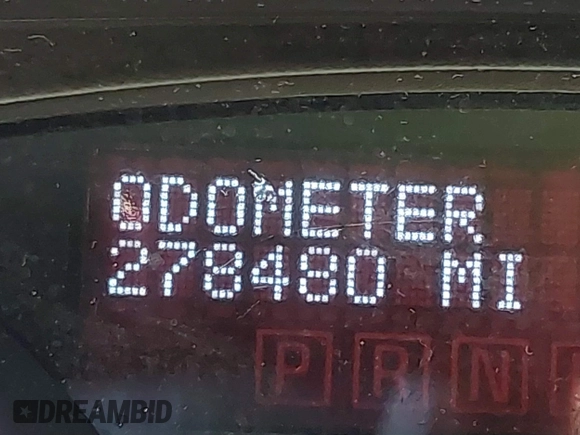 ODOMETER
278480 MI
P R N
DREAMBID